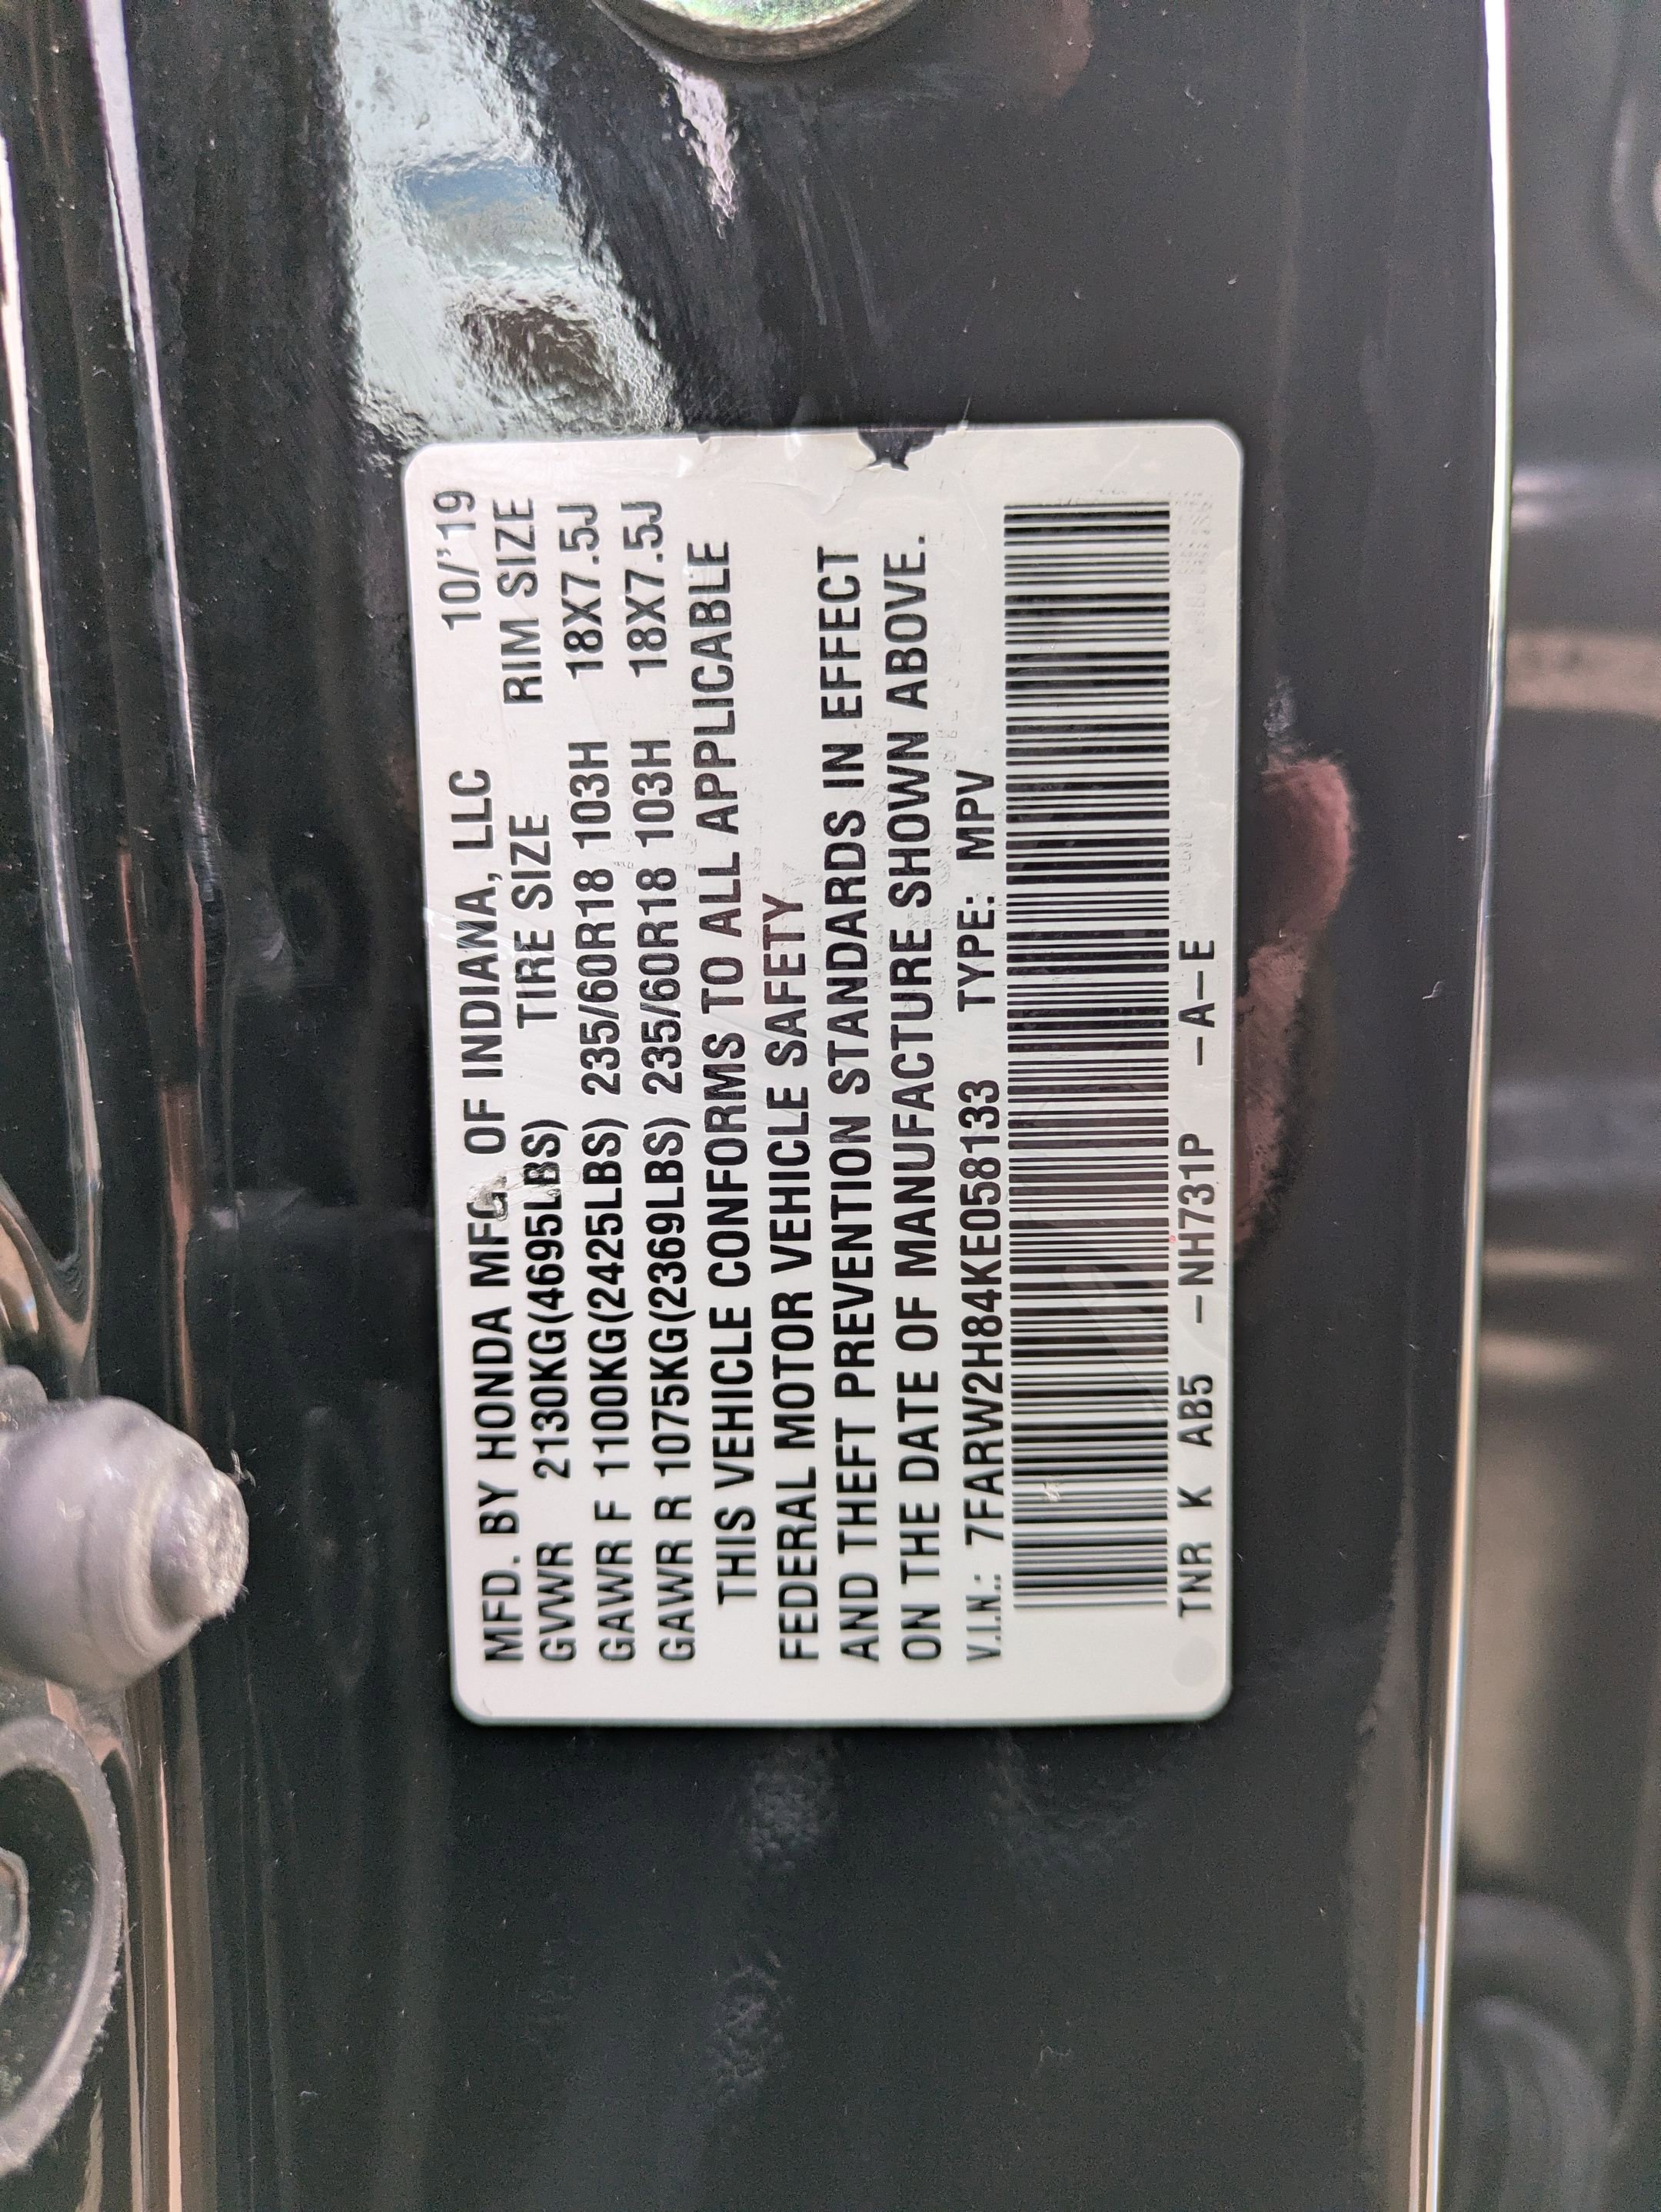 MFD. BY HONDA MFG. OF INDIANA, LLC 10/'19
GVWR 2130KG(4695LBS) TIRE SIZE RIM SIZE
GAWR F 1100KG(2425LBS) 235/60R18 103H 18X7.5J
GAWR R 1075KG(2369LBS) 235/60R18 103H 18X7.5J
THIS VEHICLE CONFORMS TO ALL APPLICABLE
FEDERAL MOTOR VEHICLE SAFETY
AND THEFT PREVENTION STANDARDS IN EFFECT
ON THE DATE OF MANUFACTURE SHOWN ABOVE.
V.I.N.: 7FARW2H84KE058133 TYPE: MPV
TNR K AB5 –NH731P –A–E